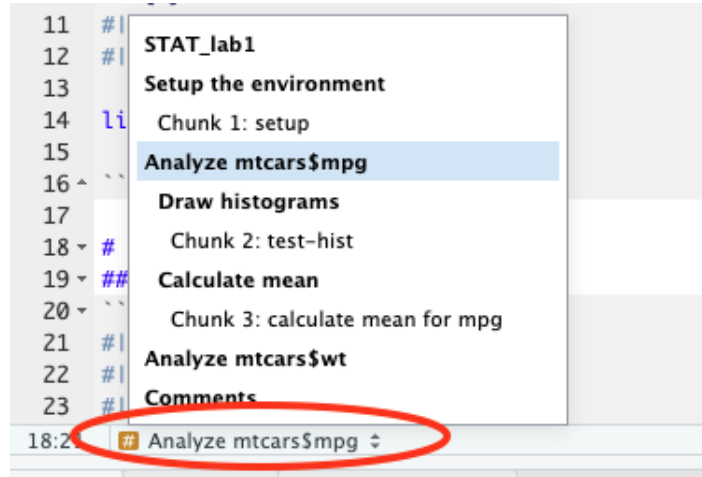 11 #|
12 #|
13
14 li
15
16 ``
17
18 #
19 ##
20 ``
21 #|
22 #|
23 #|
STAT_lab1
Setup the environment
Chunk 1: setup
Analyze mtcars$mpg
Draw histograms
Chunk 2: test-hist
Calculate mean
Chunk 3: calculate mean for mpg
Analyze mtcars$wt
Comments
# Analyze mtcars$mpg